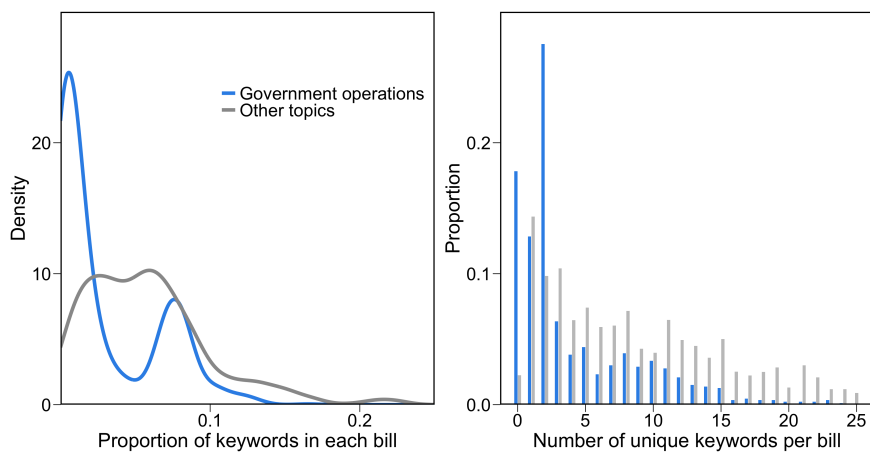 Government operations
Other topics
Density
20
10
0
0.1
0.2
Proportion of keywords in each bill
Proportion
0.2
0.1
0.0
0
5
10
15
20
25
Number of unique keywords per bill